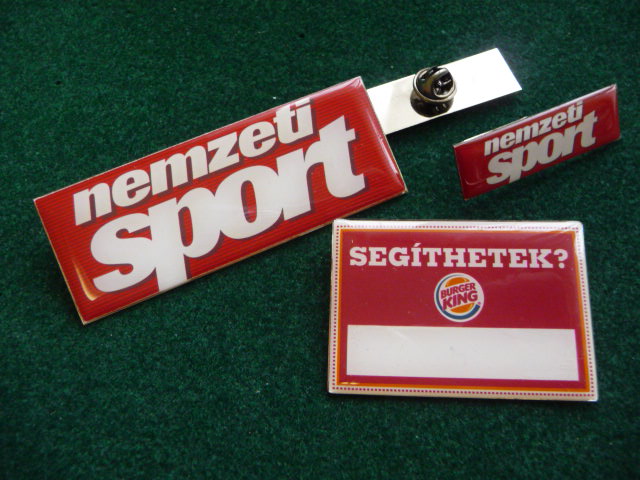 nemzeti
sport
nemzeti
sport
SEGÍTHETEK?
BURGER
KING